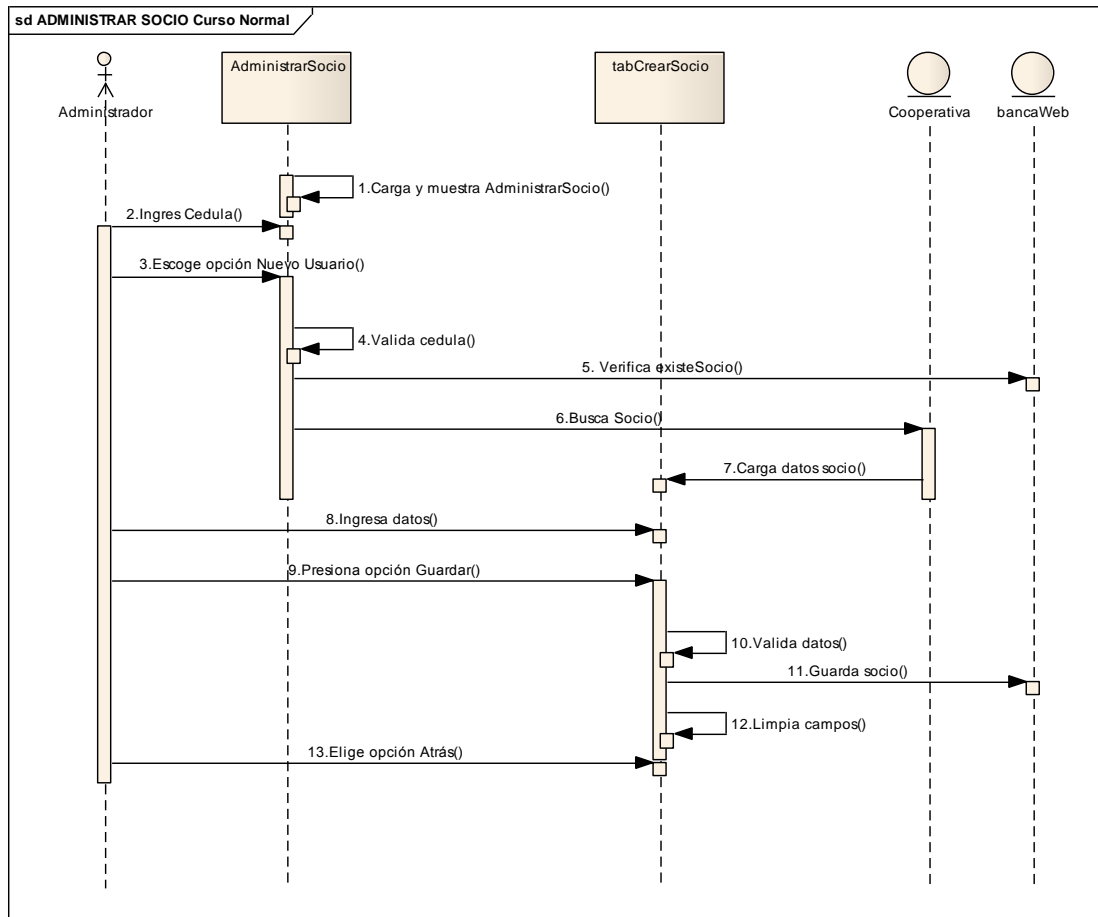 sd ADMINISTRAR SOCIO Curso Normal
AdministrarSocio
tabCrearSocio
Administrador
Cooperativa
bancaWeb
1.Carga y muestra AdministrarSocio()
2.Ingres Cedula()
3.Escoge opción Nuevo Usuario()
4.Valida cedula()
5. Verifica existeSocio()
6.Busca Socio()
7.Carga datos socio()
8.Ingresa datos()
9.Presiona opción Guardar()
10.Valida datos()
11.Guarda socio()
12.Limpia campos()
13.Elige opción Atrás()